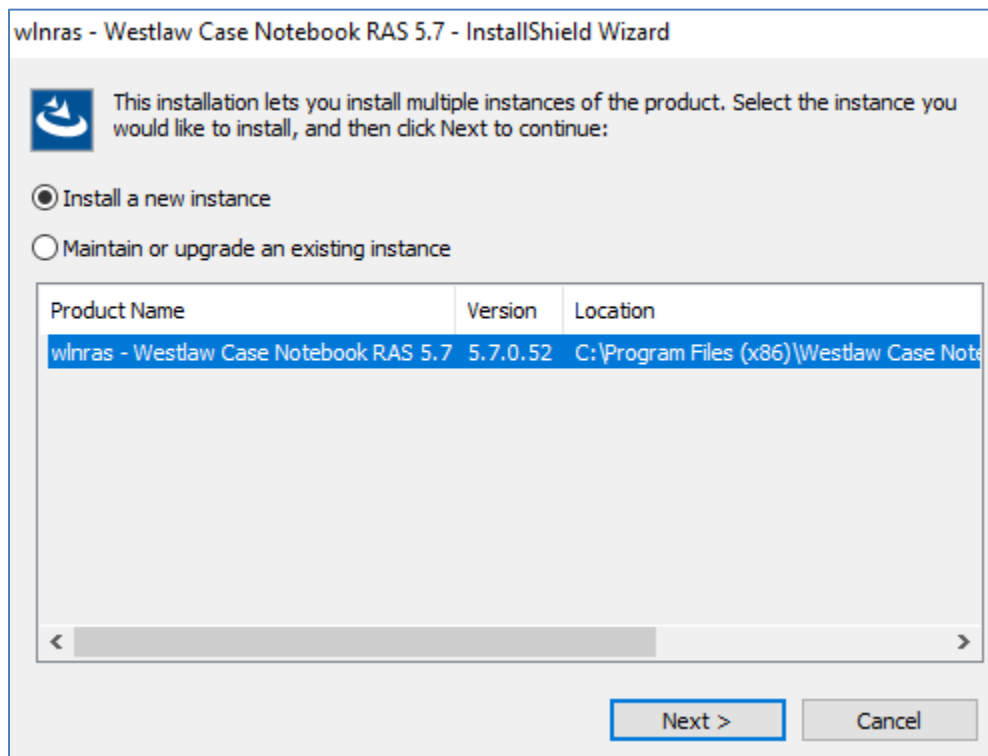 wlnras - Westlaw Case Notebook RAS 5.7 - InstallShield Wizard
This installation lets you install multiple instances of the product. Select the instance you
would like to install, and then click Next to continue:
Install a new instance
Maintain or upgrade an existing instance
Product Name Version Location
wlnras - Westlaw Case Notebook RAS 5.7 5.7.0.52 C:\Program Files (x86)\Westlaw Case Note
Next > Cancel